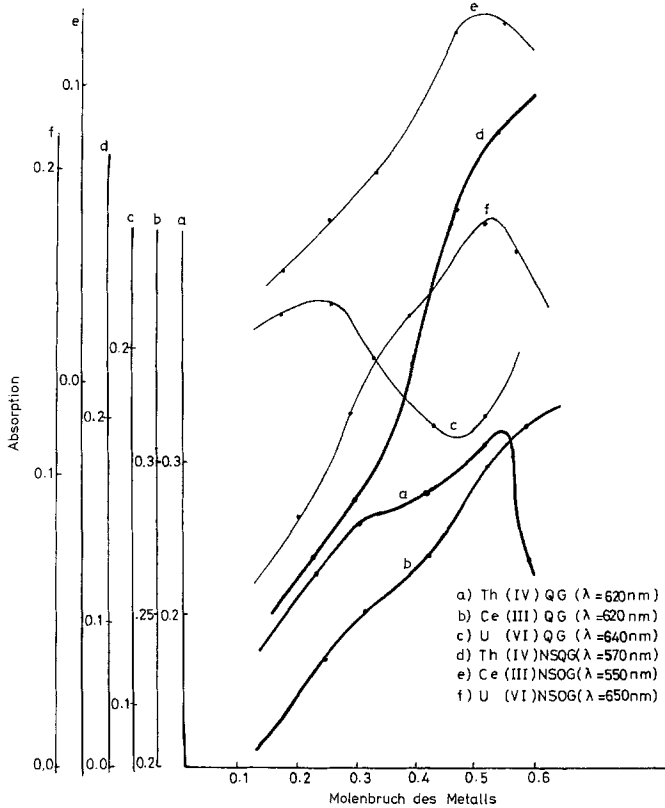 e
e
0.1
f
d
d
0.2
f
c
b
a
0.2
0.0
0.2
c
0.1
0.3
0.3
a
b
0.1
.25
0.2
0.1
0,0
0.0
0.2
Absorption
a) Th (IV) QG (λ=620nm)
b) Ce (III) QG (λ=620nm)
c) U (VI) QG (λ=640nm)
d) Th (IV) NSQG (λ=570nm)
e) Ce (III) NSOG (λ=550nm)
f) U (VI) NSOG (λ=650nm)
0.1
0.2
0.3
0.4
0.5
0.6
Molenbruch des Metalls